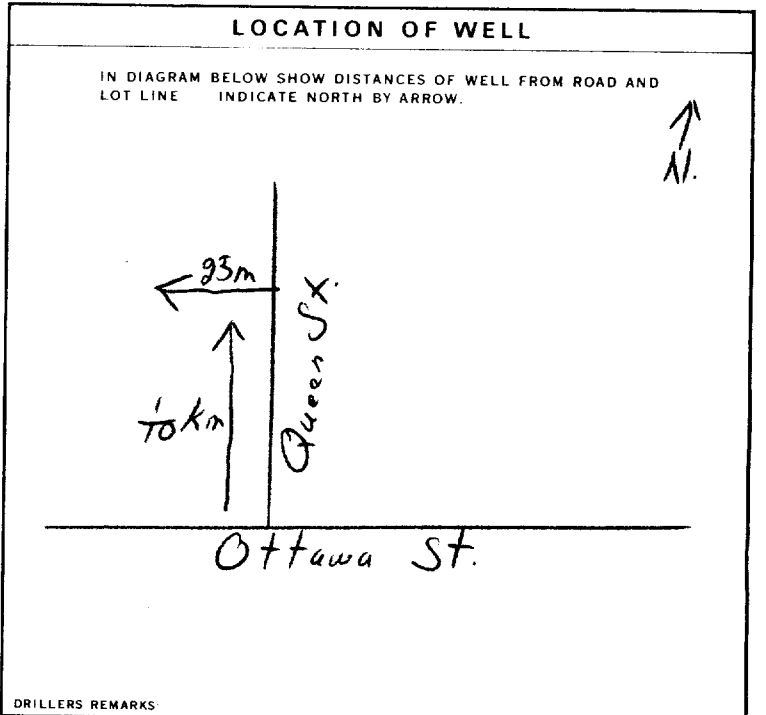 LOCATION OF WELL
IN DIAGRAM BELOW SHOW DISTANCES OF WELL FROM ROAD AND
LOT LINE INDICATE NORTH BY ARROW.
N.
m
Queen St.
1/10 Km
Ottawa St.
DRILLERS REMARKS